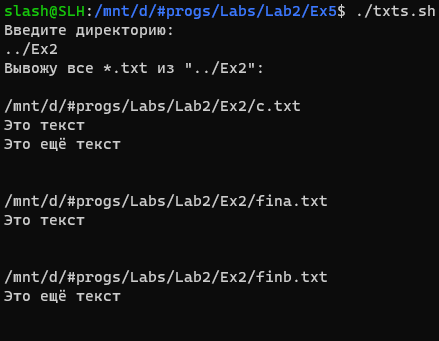 slash@SLH:/mnt/d/#progs/Labs/Lab2/Ex5$ ./txts.sh
Введите директорию:
../Ex2
Вывожу все *.txt из "../Ex2":
/mnt/d/#progs/Labs/Lab2/Ex2/c.txt
Это текст
Это ещё текст
/mnt/d/#progs/Labs/Lab2/Ex2/fina.txt
Это текст
/mnt/d/#progs/Labs/Lab2/Ex2/finb.txt
Это ещё текст